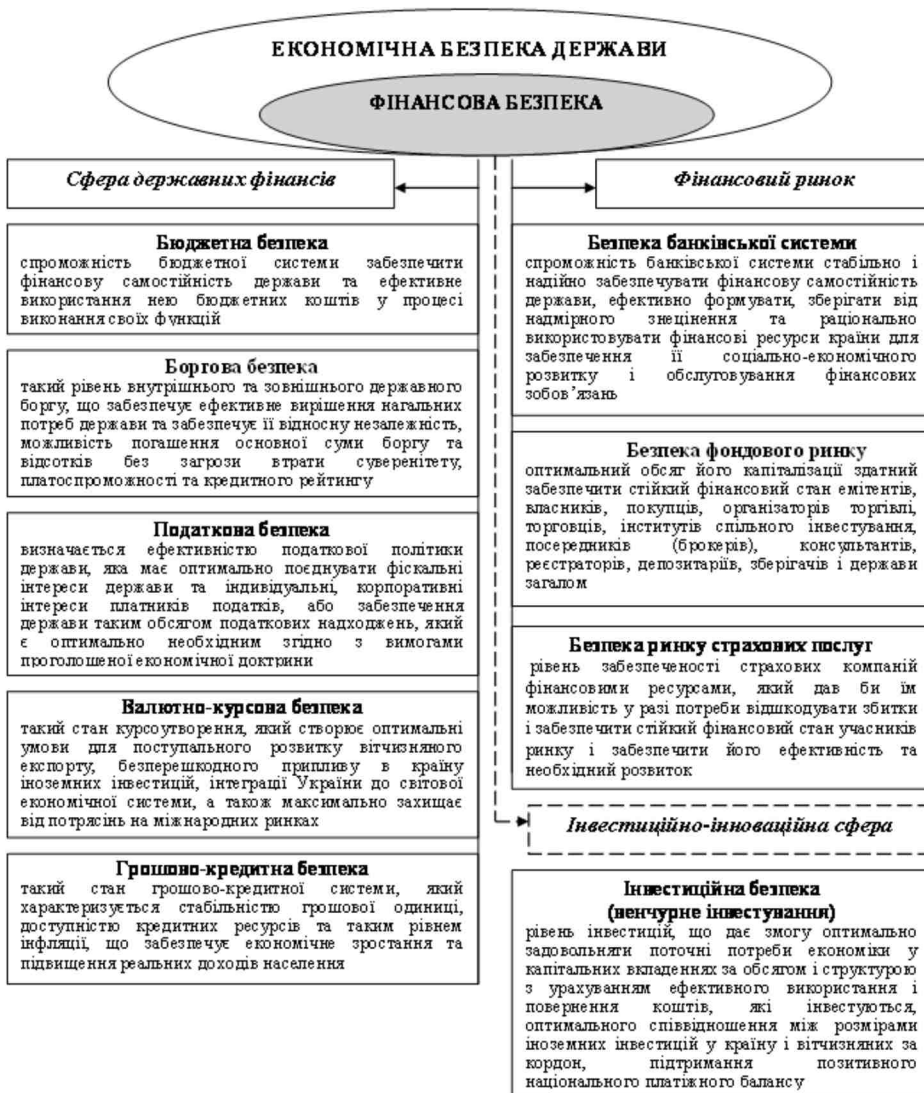 ЕКОНОМІЧНА БЕЗПЕКА ДЕРЖАВИ
ФІНАНСОВА БЕЗПЕКА
Сфера державних фінансів
Бюджетна безпека
спроможність бюджетної системи забезпечити
фінансову самостійність держави та ефективне
використання нею бюджетних коштів у процесі
виконання своїх функцій
Боргова безпека
такий рівень внутрішнього та зовнішнього державного
боргу, що забезпечує ефективне вирішення нагальних
потреб держави та забезпечує її відносну незалежність,
можливість погашення основної суми боргу та
відсотків без загрози втрати суверенітету,
платоспроможності та кредитного рейтингу
Податкова безпека
визначається ефективністю податкової політики
держави, яка має оптимально поєднувати фіскальні
інтереси держави та індивідуальні, корпоративні
інтереси платників податків, або забезпечення
держави таким обсягом податкових надходжень, який
є оптимально необхідним згідно з вимогами
проголошеної економічної доктрини
Валютно-курсова безпека
такий стан курсоутворення, який створює оптимальні
умови для поступального розвитку вітчизняного
експорту, безперешкодного припливу в країну
іноземних інвестицій, інтеграції України до світової
економічної системи, а також максимально захищає
від потрясінь на міжнародних ринках
Грошово-кредитна безпека
такий стан грошово-кредитної системи, який
характеризується стабільністю грошової одиниці,
доступністю кредитних ресурсів та таким рівнем
інфляції, що забезпечує економічне зростання та
підвищення реальних доходів населення
Фінансовий ринок
Безпека банківської системи
спроможність банківської системи стабільно і
надійно забезпечувати фінансову самостійність
держави, ефективно формувати, зберігати від
надмірного знецінення та раціонально
використовувати фінансові ресурси країни для
забезпечення її соціально-економічного
розвитку і обслуговування фінансових
зобов’язань
Безпека фондового ринку
оптимальний обсяг його капіталізації здатний
забезпечити стійкий фінансовий стан емітентів,
власників, покупців, організаторів торгівлі,
торговців, інститутів спільного інвестування,
посередників (брокерів), консультантів,
реєстраторів, депозитаріїв, зберігачів і держави
загалом
Безпека ринку страхових послуг
рівень забезпеченості страхових компаній
фінансовими ресурсами, який дав би їм
можливість у разі потреби відшкодувати збитки
і забезпечити стійкий фінансовий стан учасників
ринку і забезпечити його ефективність та
необхідний розвиток
Інвестиційно-інноваційна сфера
Інвестиційна безпека
(венчурне інвестування)
рівень інвестицій, що дає змогу оптимально
задовольняти поточні потреби економіки у
капітальних вкладеннях за обсягом і структурою
з урахуванням ефективного використання і
повернення коштів, які інвестуються,
оптимального співвідношення між розмірами
іноземних інвестицій у країну і вітчизняних за
кордон, підтримання позитивного
національного платіжного балансу